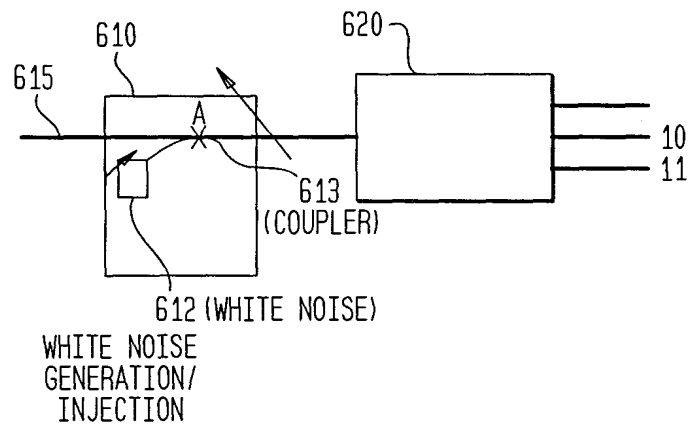 610
620
615
A
10
11
613
(COUPLER)
612 (WHITE NOISE)
WHITE NOISE
GENERATION/
INJECTION